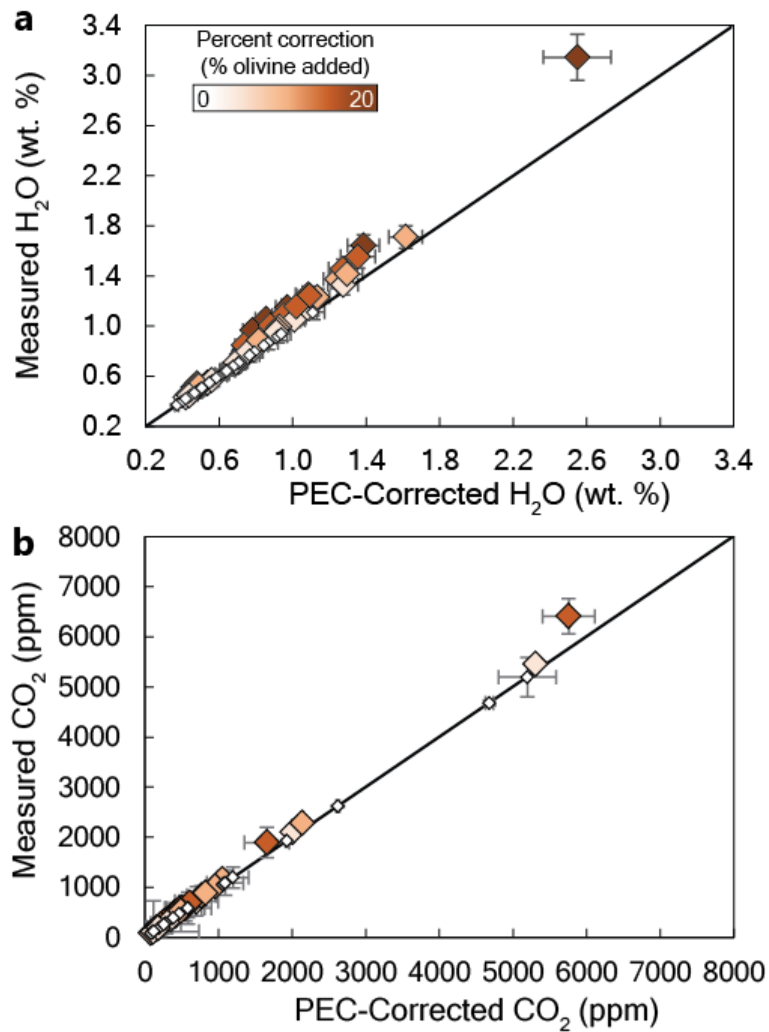 a
3.4
3.0
2.6
2.2
1.8
1.4
1.0
0.6
0.2
Measured H₂O (wt. %)
Percent correction
(% olivine added)
0 20
0.2 0.6 1.0 1.4 1.8 2.2 2.6 3.0 3.4
PEC-Corrected H₂O (wt. %)
b
8000
7000
6000
5000
4000
3000
2000
1000
0
Measured CO₂ (ppm)
0 1000 2000 3000 4000 5000 6000 7000 8000
PEC-Corrected CO₂ (ppm)